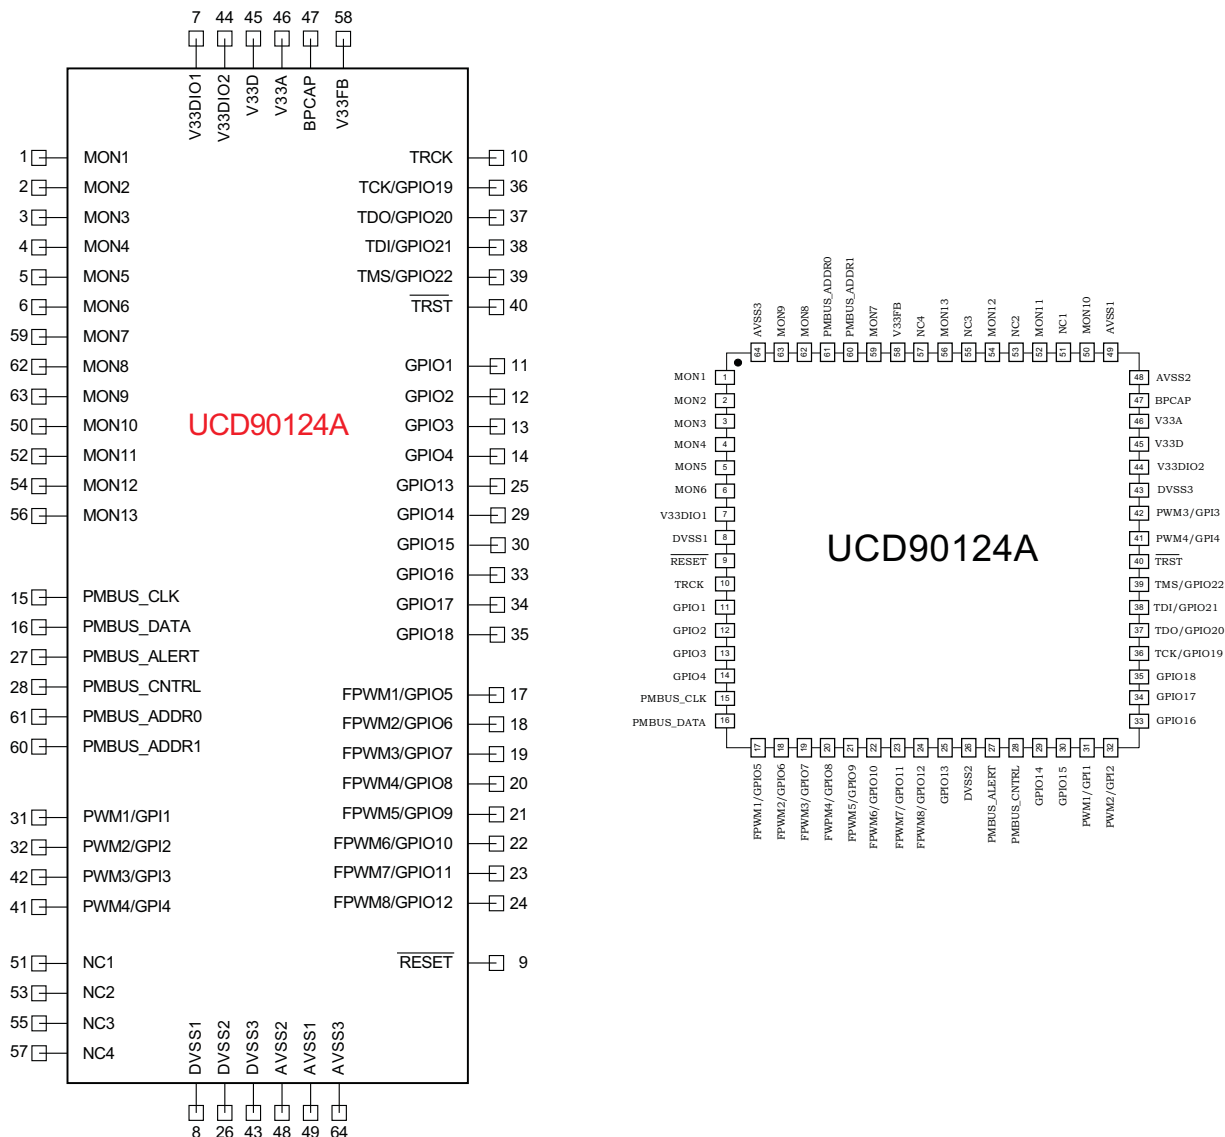 7 44 45 46 47 58
V33DIO1 V33DIO2 V33D V33A BPCAP V33FB
1 MON1 TRCK 10
2 MON2 TCK/GPIO19 36
3 MON3 TDO/GPIO20 37
4 MON4 TDI/GPIO21 38
5 MON5 TMS/GPIO22 39
6 MON6 TRST 40
59 MON7
62 MON8 GPIO1 11
63 MON9 GPIO2 12
50 MON10 GPIO3 13
UCD90124A
52 MON11 GPIO4 14
54 MON12 GPIO13 25
56 MON13 GPIO14 29
GPIO15 30
GPIO16 33
15 PMBUS_CLK GPIO17 34
16 PMBUS_DATA GPIO18 35
27 PMBUS_ALERT
28 PMBUS_CNTRL FPWM1/GPIO5 17
61 PMBUS_ADDR0 FPWM2/GPIO6 18
60 PMBUS_ADDR1 FPWM3/GPIO7 19
FPWM4/GPIO8 20
31 PWM1/GPI1 FPWM5/GPIO9 21
32 PWM2/GPI2 FPWM6/GPIO10 22
42 PWM3/GPI3 FPWM7/GPIO11 23
41 PWM4/GPI4 FPWM8/GPIO12 24
51 NC1 RESET 9
53 NC2
55 NC3
57 NC4
DVSS1 DVSS2 DVSS3 AVSS2 AVSS1 AVSS3
8 26 43 48 49 64
AVSS3 MON9 MON8 PMBUS_ADDR0 PMBUS_ADDR1 MON7 V33FB NC4 MON13 NC3 MON12 NC2 MON11 NC1 MON10 AVSS1
64 63 62 61 60 59 58 57 56 55 54 53 52 51 50 49
MON1 1 48 AVSS2
MON2 2 47 BPCAP
MON3 3 46 V33A
MON4 4 45 V33D
MON5 5 44 V33DIO2
MON6 6 43 DVSS3
V33DIO1 7 42 PWM3/GPI3
DVSS1 8 41 PWM4/GPI4
UCD90124A
RESET 9 40 TRST
TRCK 10 39 TMS/GPIO22
GPIO1 11 38 TDI/GPIO21
GPIO2 12 37 TDO/GPIO20
GPIO3 13 36 TCK/GPIO19
GPIO4 14 35 GPIO18
PMBUS_CLK 15 34 GPIO17
PMBUS_DATA 16 33 GPIO16
17 18 19 20 21 22 23 24 25 26 27 28 29 30 31 32
FPWM1/GPIO5 FPWM2/GPIO6 FPWM3/GPIO7 FWPM4/GPIO8 FPWM5/GPIO9 FPWM6/GPIO10 FPWM7/GPIO11 FPWM8/GPIO12 GPIO13 DVSS2 PMBUS_ALERT PMBUS_CNTRL GPIO14 GPIO15 PWM1/GPI1 PWM2/GPI2